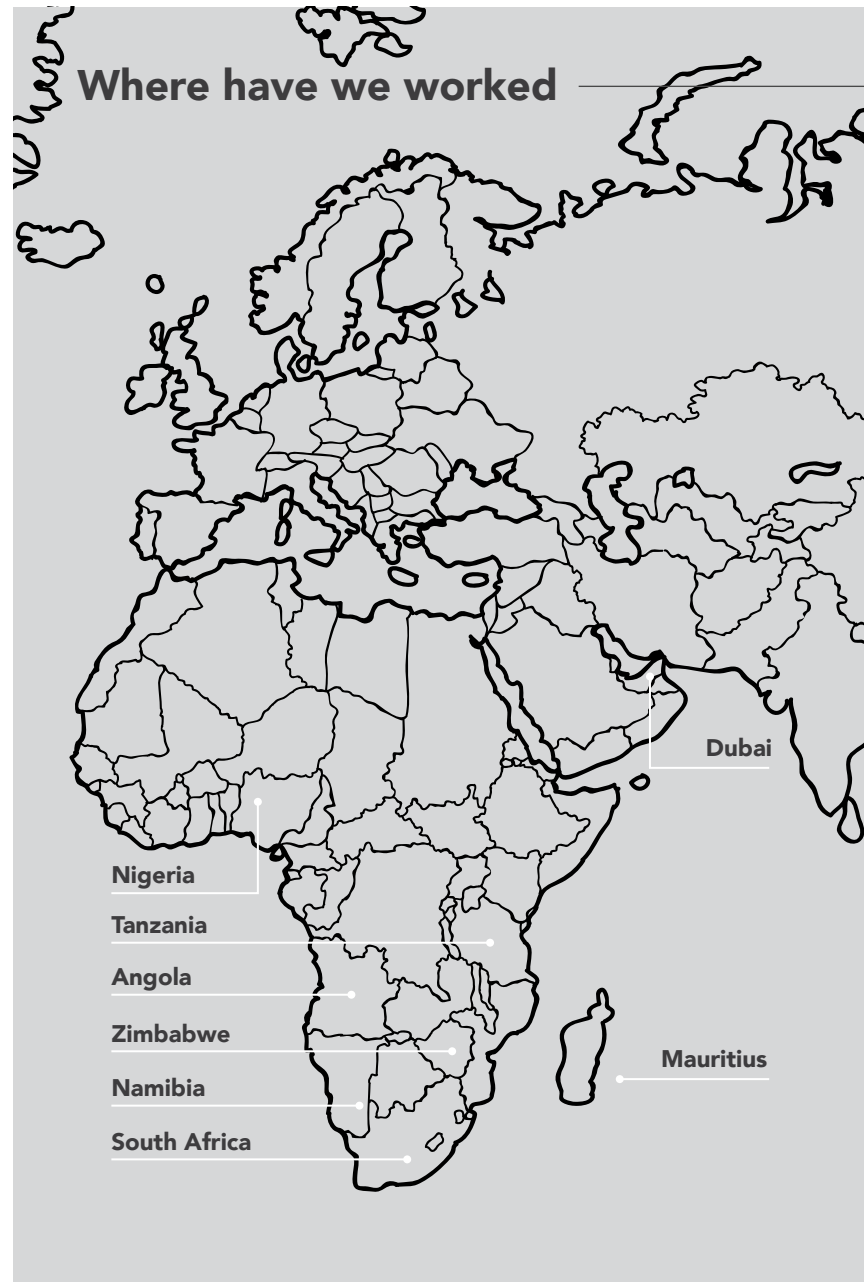 Where have we worked
Dubai
Nigeria
Tanzania
Angola
Zimbabwe
Mauritius
Namibia
South Africa